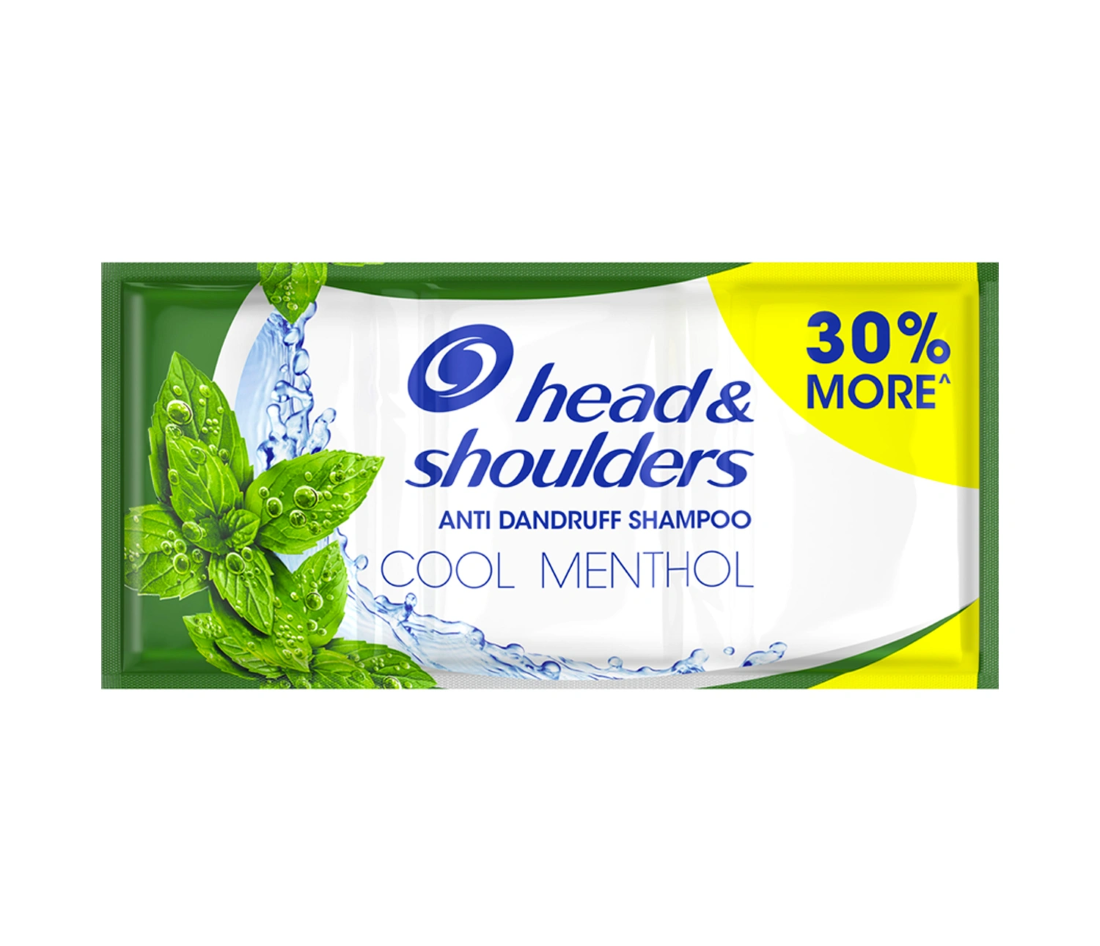 head &
shoulders
ANTI DANDRUFF SHAMPOO
COOL MENTHOL
30%
MORE^